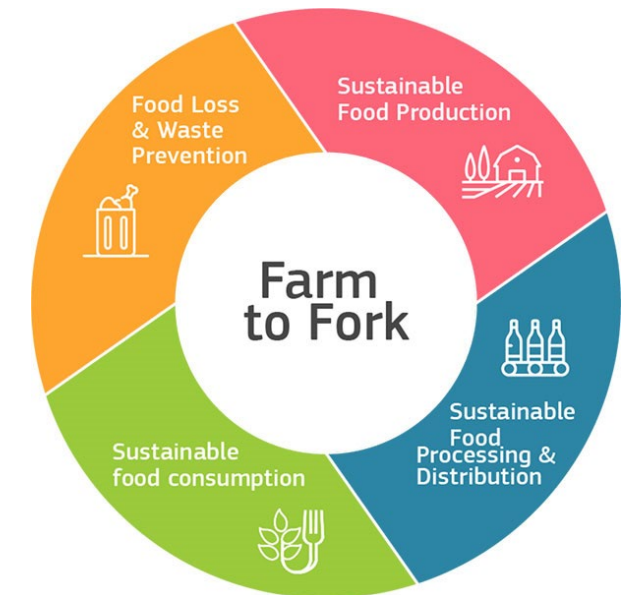 Farm
to Fork
Sustainable
Food Production
Sustainable
Food
Processing &
Distribution
Sustainable
food consumption
Food Loss
& Waste
Prevention